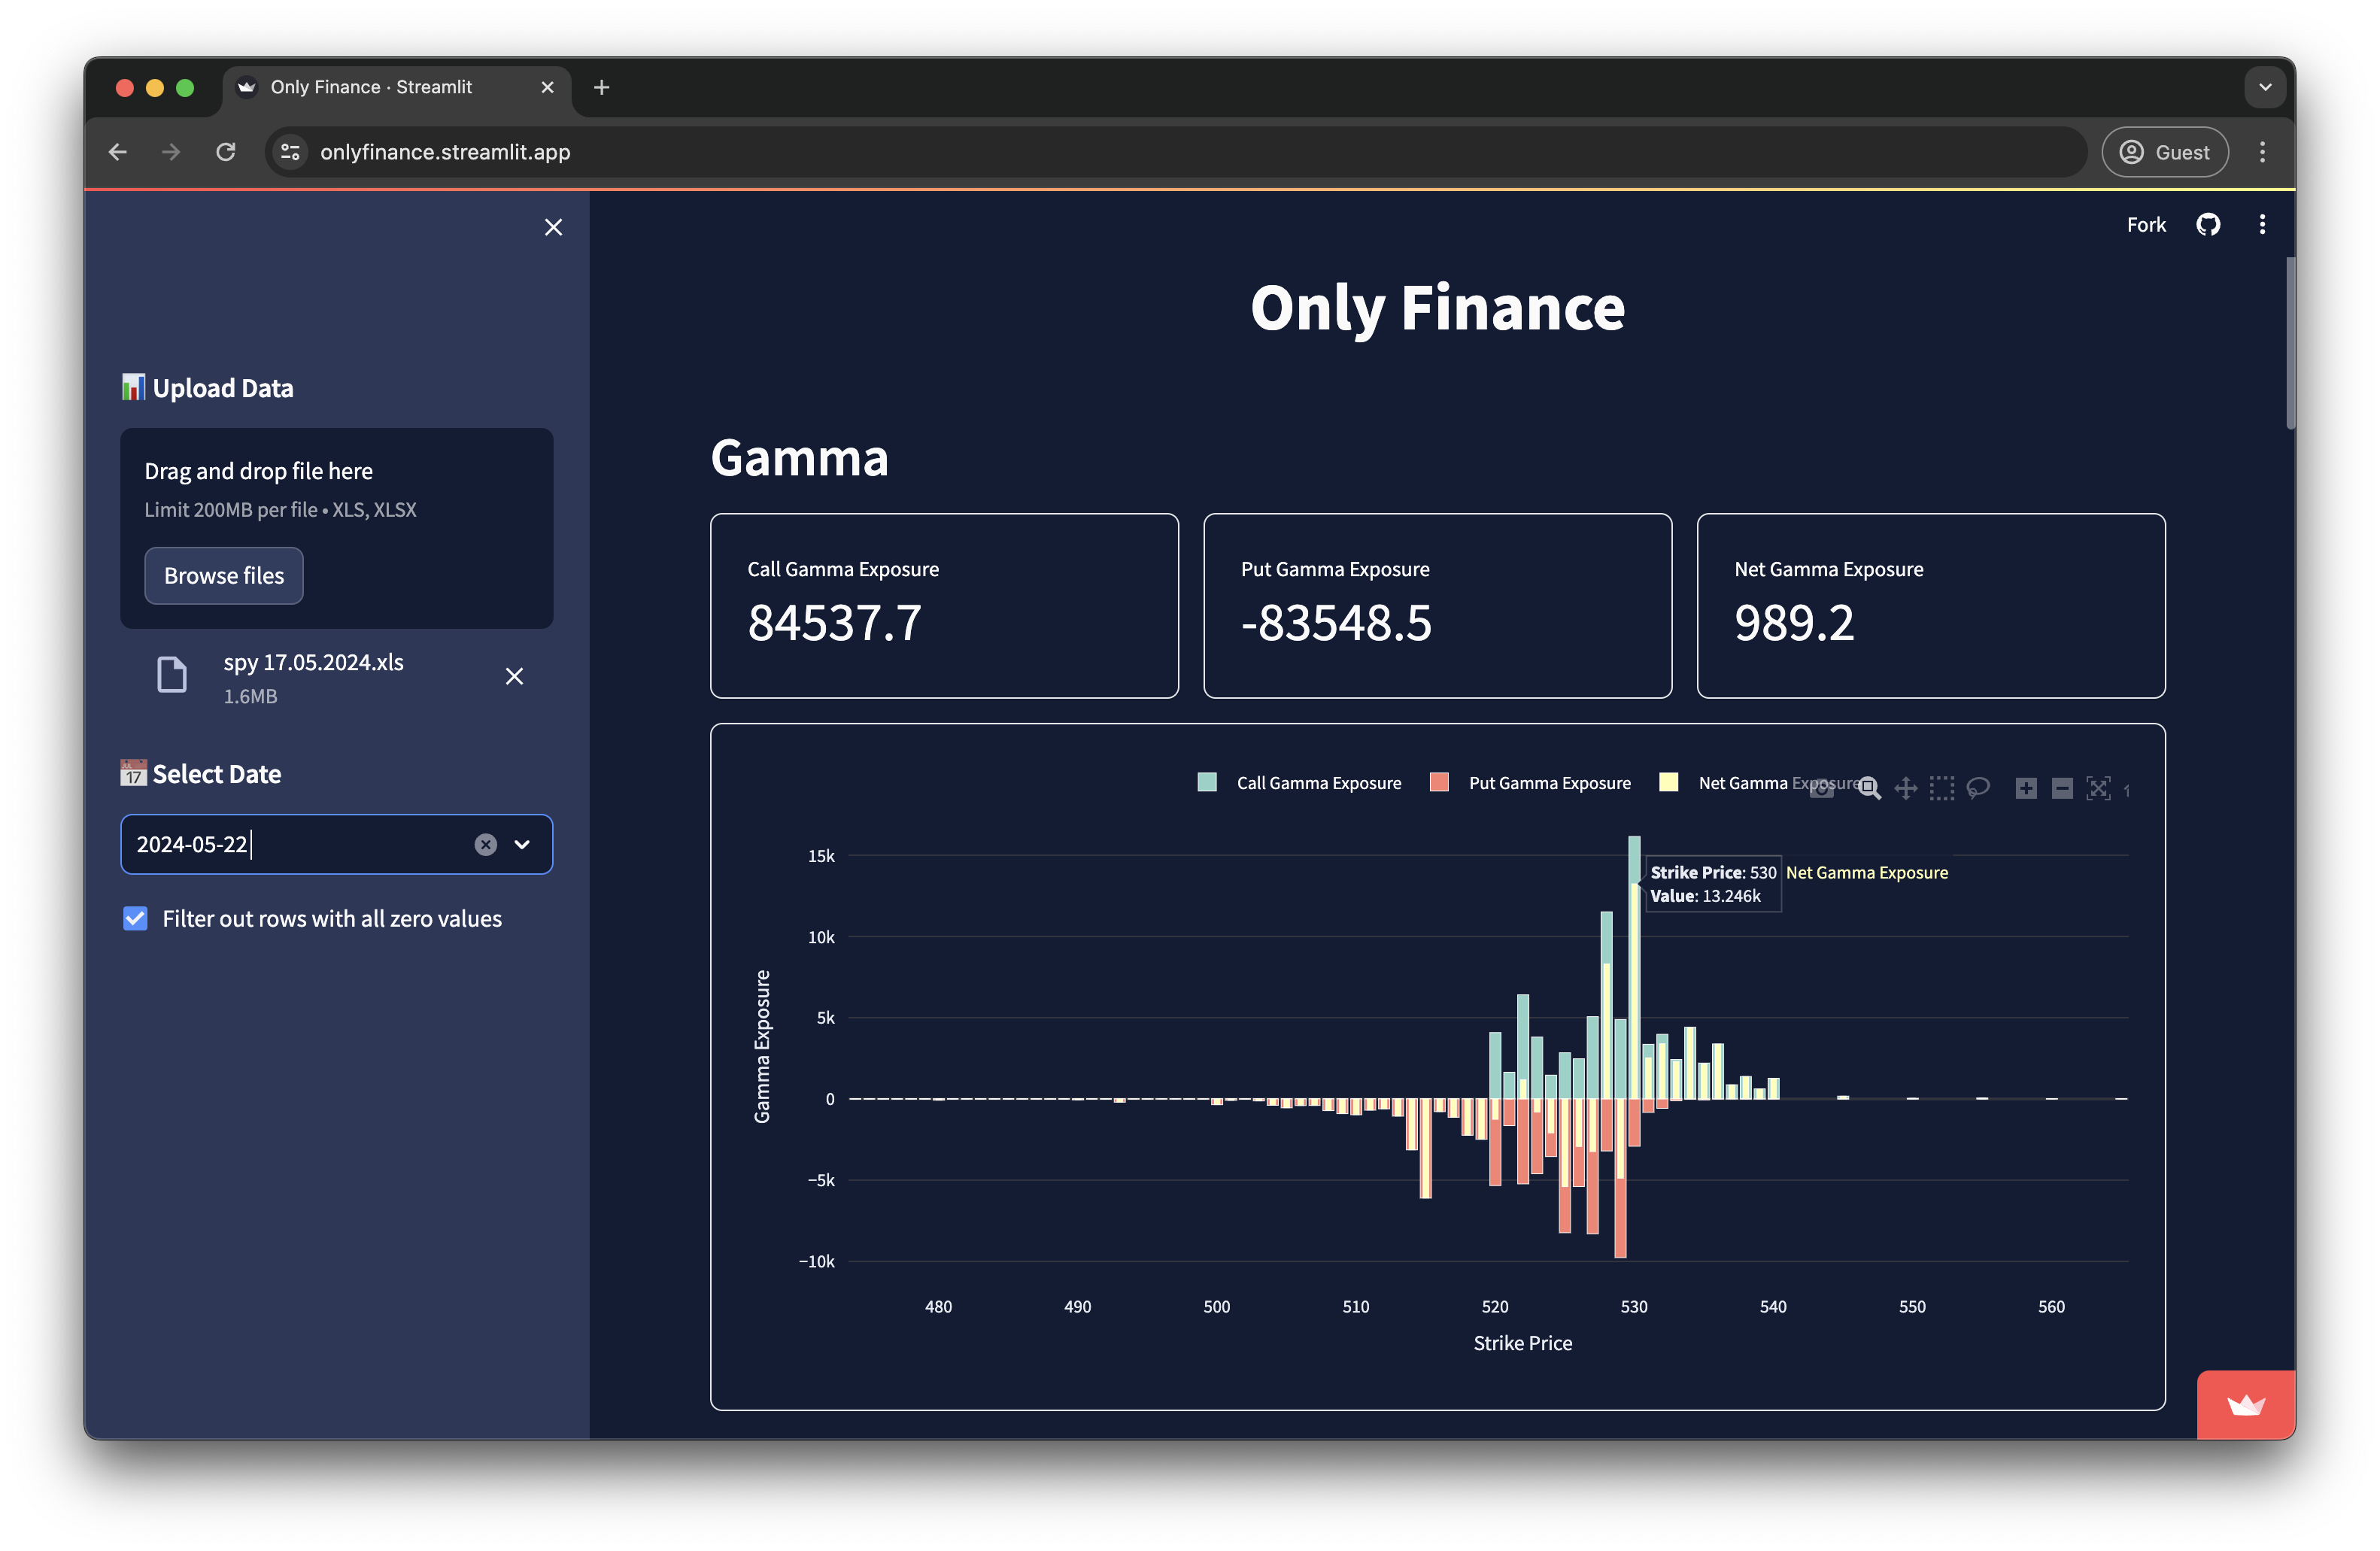 Only Finance · Streamlit
onlyfinance.streamlit.app
Guest
Fork
Only Finance
📊 Upload Data
Drag and drop file here
Limit 200MB per file • XLS, XLSX
Browse files
spy 17.05.2024.xls
1.6MB
📅 Select Date
2024-05-22
Filter out rows with all zero values
Gamma
Call Gamma Exposure
84537.7
Put Gamma Exposure
-83548.5
Net Gamma Exposure
989.2
Call Gamma Exposure
Put Gamma Exposure
Net Gamma Exposure
Strike Price: 530
Value: 13.246k
Net Gamma Exposure
Gamma Exposure
15k
10k
5k
0
−5k
−10k
480
490
500
510
520
530
540
550
560
Strike Price